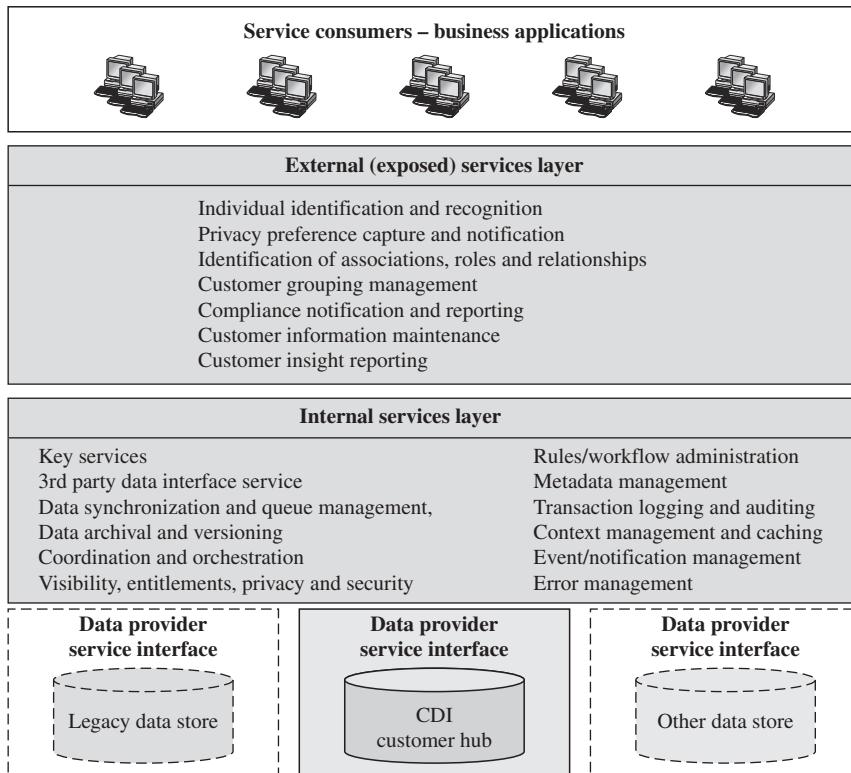 Service consumers – business applications
External (exposed) services layer
Individual identification and recognition
Privacy preference capture and notification
Identification of associations, roles and relationships
Customer grouping management
Compliance notification and reporting
Customer information maintenance
Customer insight reporting
Internal services layer
Key services
3rd party data interface service
Data synchronization and queue management,
Data archival and versioning
Coordination and orchestration
Visibility, entitlements, privacy and security
Rules/workflow administration
Metadata management
Transaction logging and auditing
Context management and caching
Event/notification management
Error management
Data provider
service interface
Legacy data store
Data provider
service interface
CDI
customer hub
Data provider
service interface
Other data store